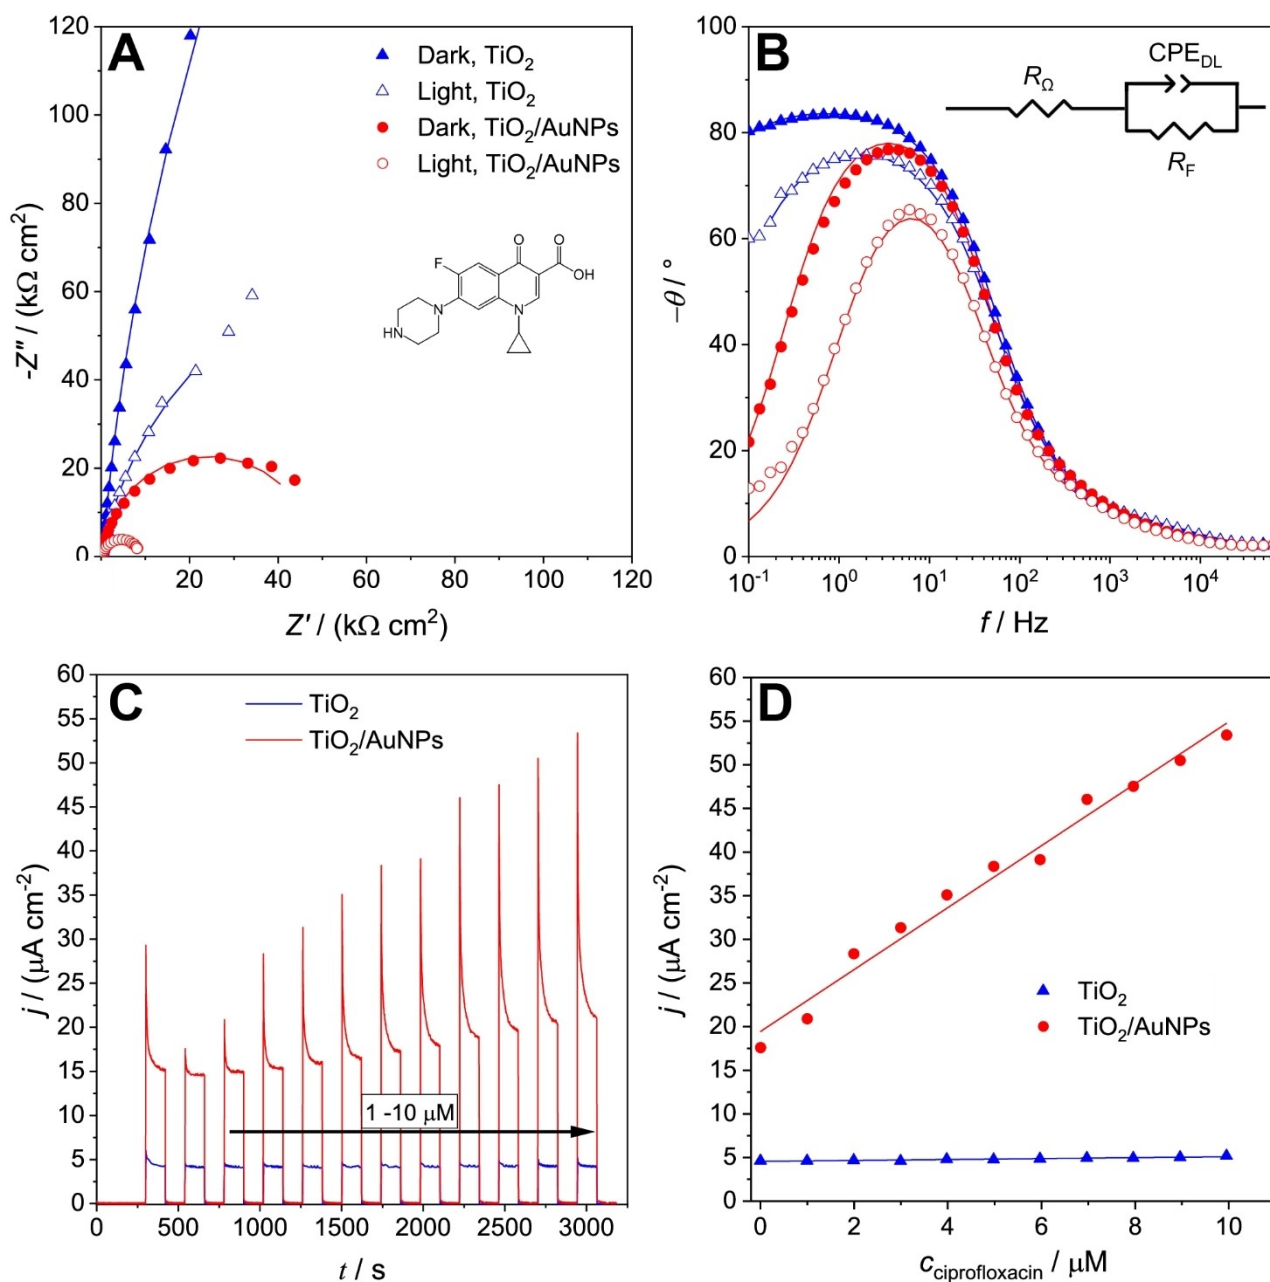 A
Dark, TiO₂
Light, TiO₂
Dark, TiO₂/AuNPs
Light, TiO₂/AuNPs
120
100
80
60
40
20
0
-Z″ / (kΩ cm²)
F
O
O
OH
N
N
HN
20
40
60
80
100
120
Z′ / (kΩ cm²)
B
CPE_DL
R_Ω
R_F
100
80
60
40
20
0
−θ / °
10⁻¹
10⁰
10¹
10²
10³
10⁴
f / Hz
C
TiO₂
TiO₂/AuNPs
60
55
50
45
40
35
30
25
20
15
10
5
0
j / (μA cm⁻²)
1 -10 μM
0
500
1000
1500
2000
2500
3000
t / s
D
TiO₂
TiO₂/AuNPs
60
55
50
45
40
35
30
25
20
15
10
5
0
j / (μA cm⁻²)
0
2
4
6
8
10
c_ciprofloxacin / μM